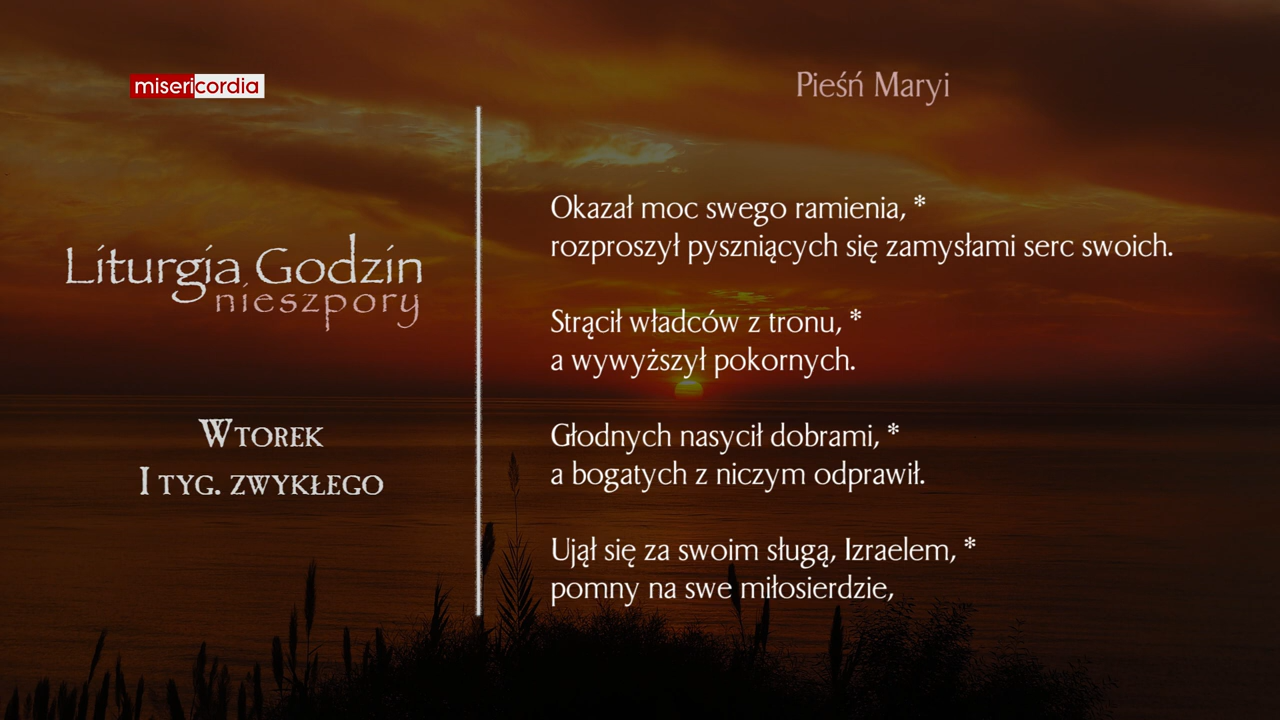 misericordia
Liturgia Godzin
nieszpory
Wtorek
I tyg. zwykłego
Pieśń Maryi
Okazał moc swego ramienia, *
rozproszył pyszniących się zamysłami serc swoich.
Strącił władców z tronu, *
a wywyższył pokornych.
Głodnych nasycił dobrami, *
a bogatych z niczym odprawił.
Ujął się za swoim sługą, Izraelem, *
pomny na swe miłosierdzie,